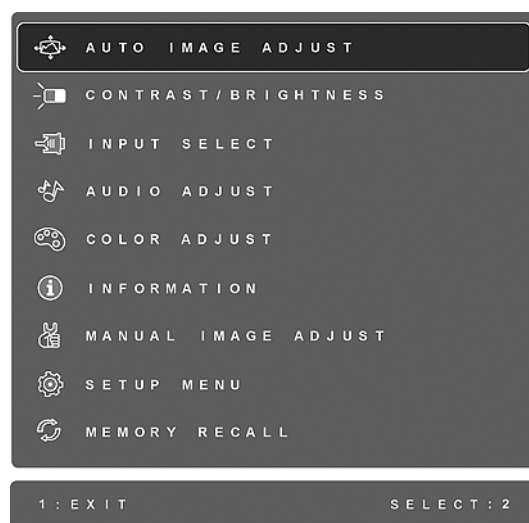 AUTO IMAGE ADJUST
CONTRAST/BRIGHTNESS
INPUT SELECT
AUDIO ADJUST
COLOR ADJUST
INFORMATION
MANUAL IMAGE ADJUST
SETUP MENU
MEMORY RECALL
1:EXIT SELECT:2